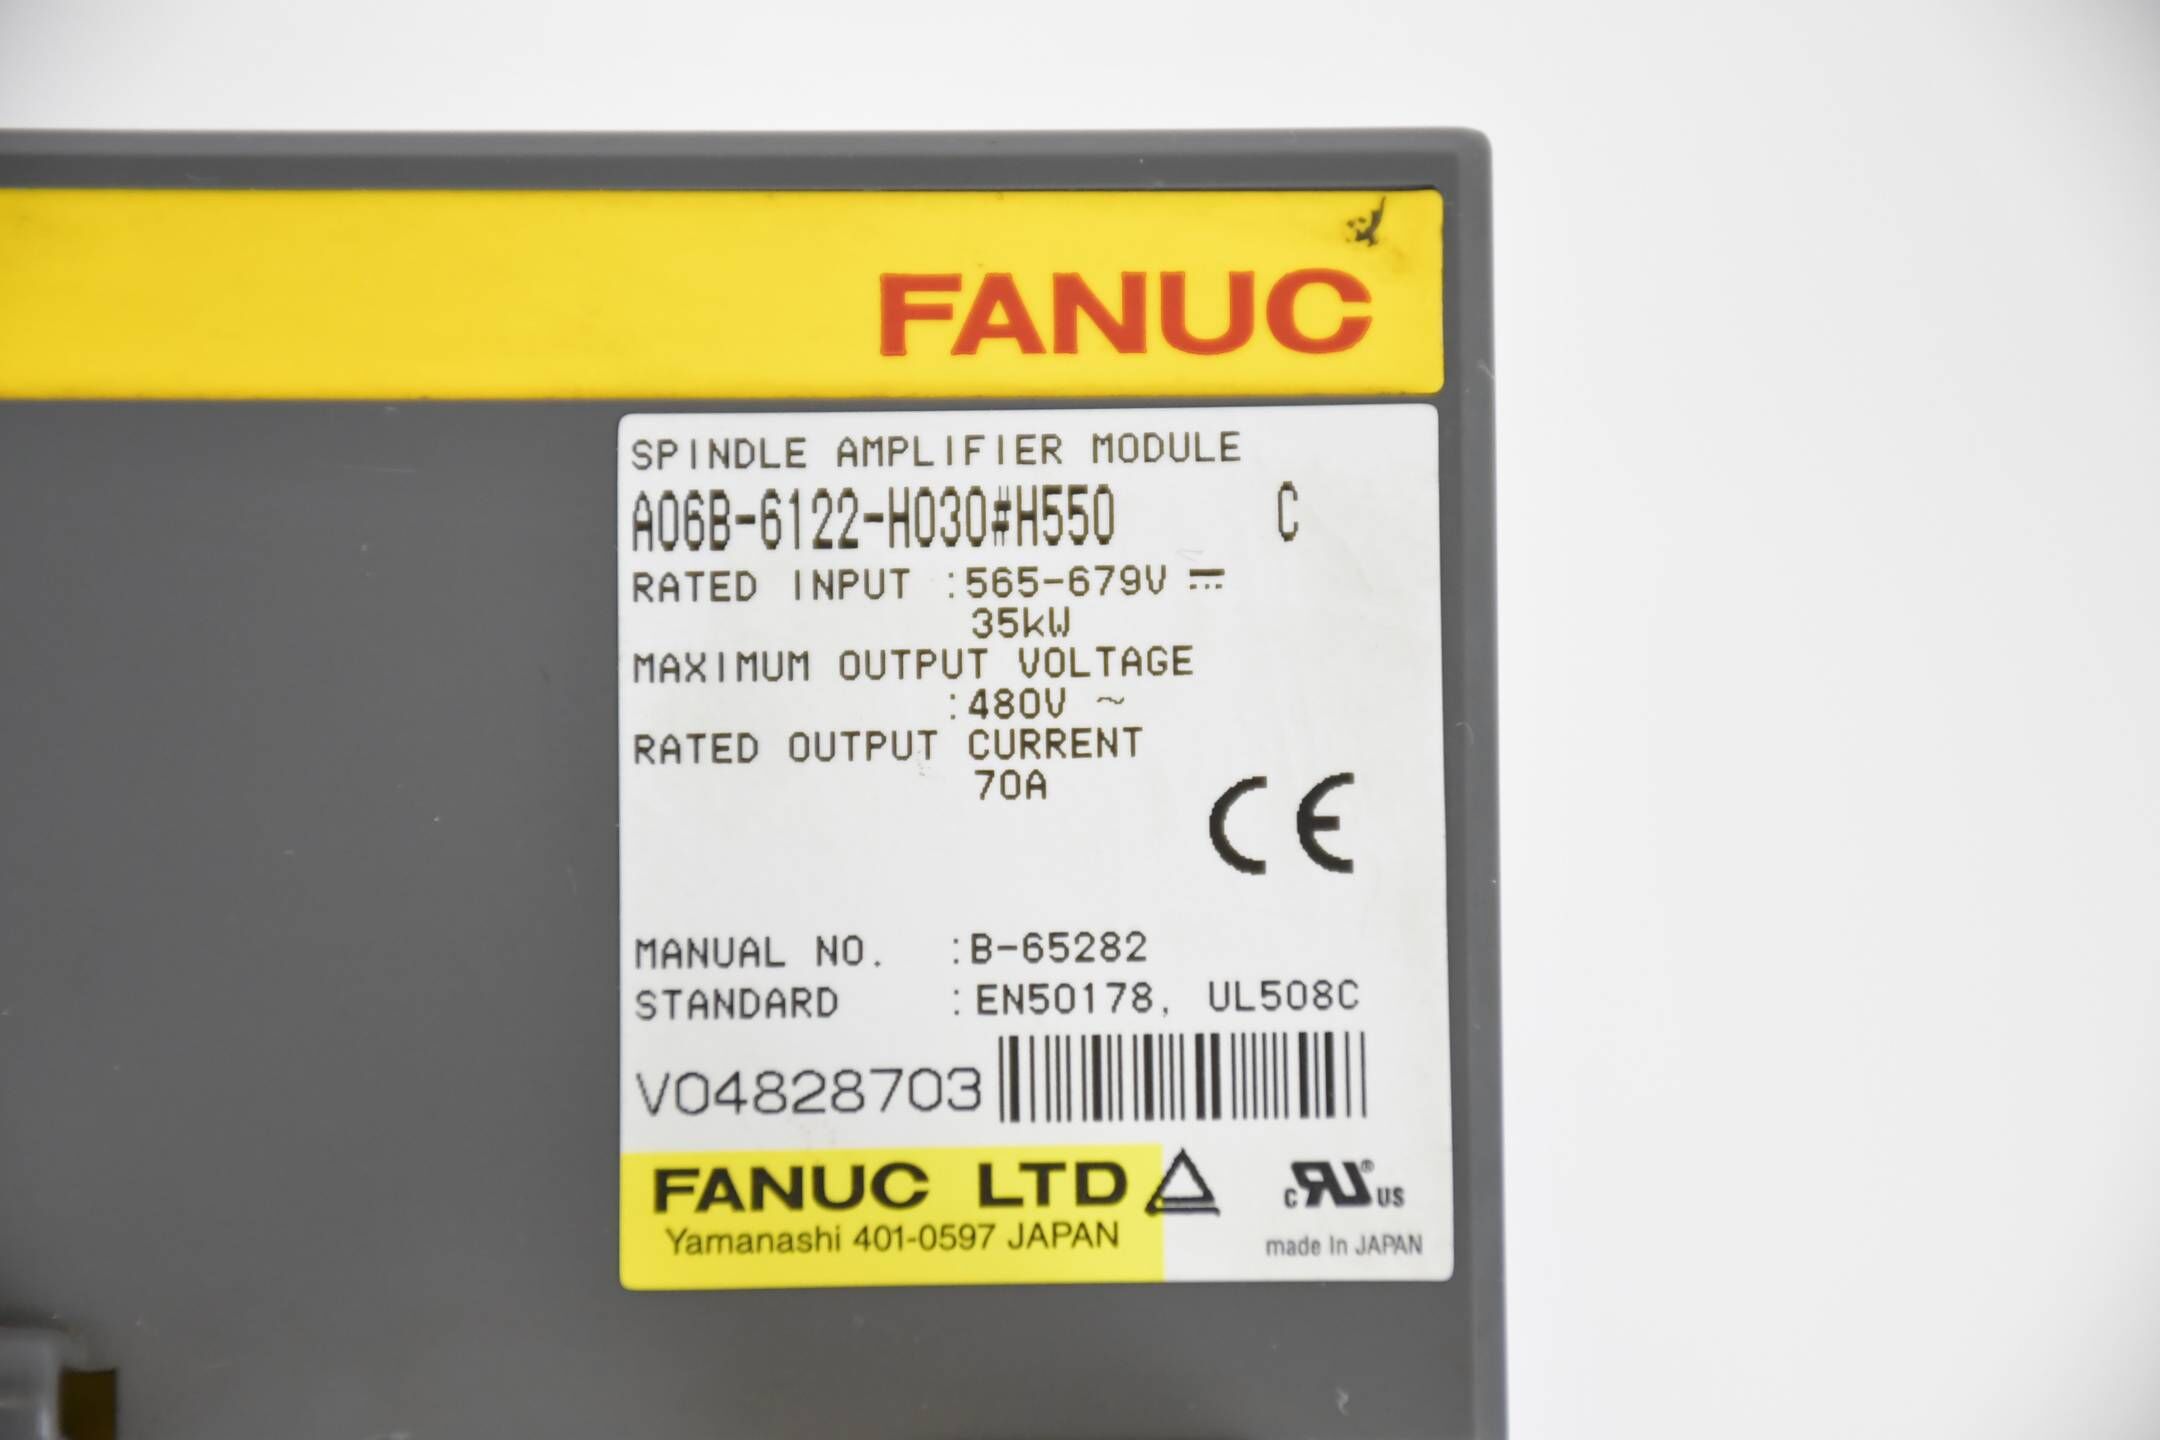 FANUC
SPINDLE AMPLIFIER MODULE
A06B-6122-H030#H550 C
RATED INPUT :565-679V ⎓
35kW
MAXIMUM OUTPUT VOLTAGE
:480V ~
RATED OUTPUT CURRENT
70A
CE
MANUAL NO. :B-65282
STANDARD :EN50178, UL508C
V04828703
FANUC LTD
Yamanashi 401-0597 JAPAN
c RU ® US
made In JAPAN